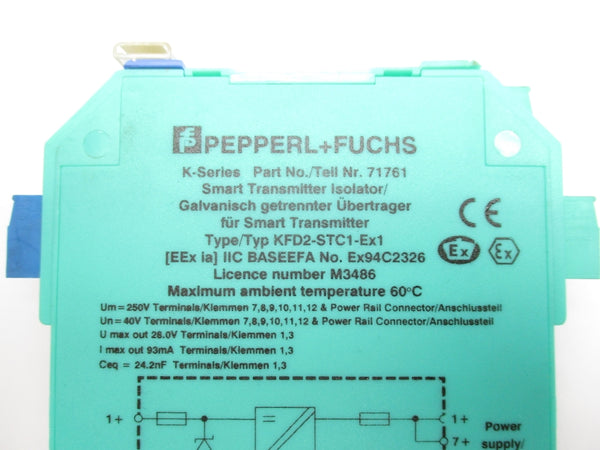 PEPPERL+FUCHS
K-Series Part No./Teil Nr. 71761
Smart Transmitter Isolator/
Galvanisch getrennter Übertrager
für Smart Transmitter
Type/Typ KFD2-STC1-Ex1
[EEx ia] IIC BASEEFA No. Ex94C2326
Licence number M3486
Maximum ambient temperature 60°C
CE
Ex
Ex
Um = 250V Terminals/Klemmen 7,8,9,10,11,12 & Power Rail Connector/Anschlussteil
Un = 40V Terminals/Klemmen 7,8,9,10,11,12 & Power Rail Connector/Anschlussteil
U max out 26.0V Terminals/Klemmen 1,3
I max out 93mA Terminals/Klemmen 1,3
Ceq = 24.2nF Terminals/Klemmen 1,3
1+
1+
7+
Power
supply/